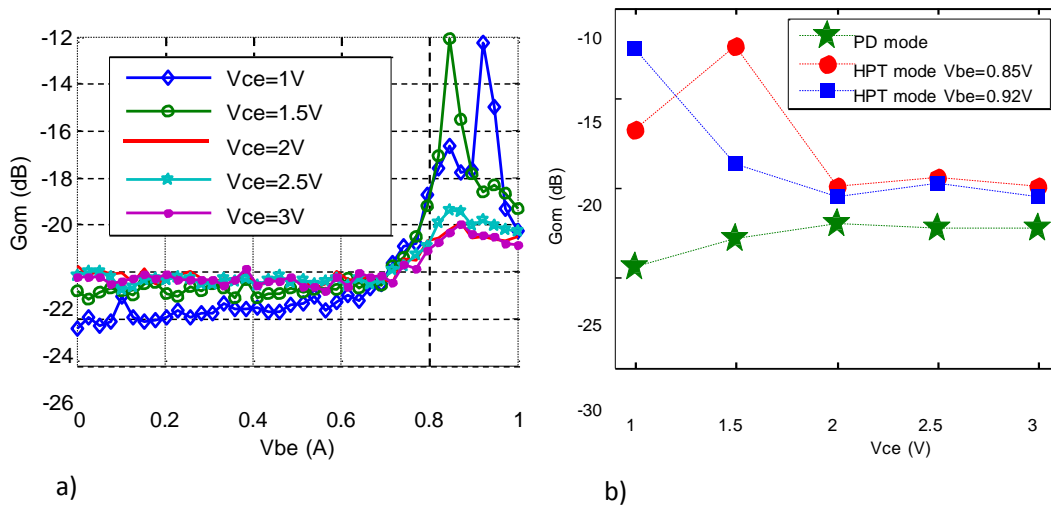 -12
-14
-16
-18
-20
-22
-24
-26
Gom (dB)
Vce=1V
Vce=1.5V
Vce=2V
Vce=2.5V
Vce=3V
0
0.2
0.4
0.6
0.8
1
Vbe (A)
a)
-10
-15
-20
-25
-30
Gom (dB)
PD mode
HPT mode Vbe=0.85V
HPT mode Vbe=0.92V
1
1.5
2
2.5
3
Vce (V)
b)